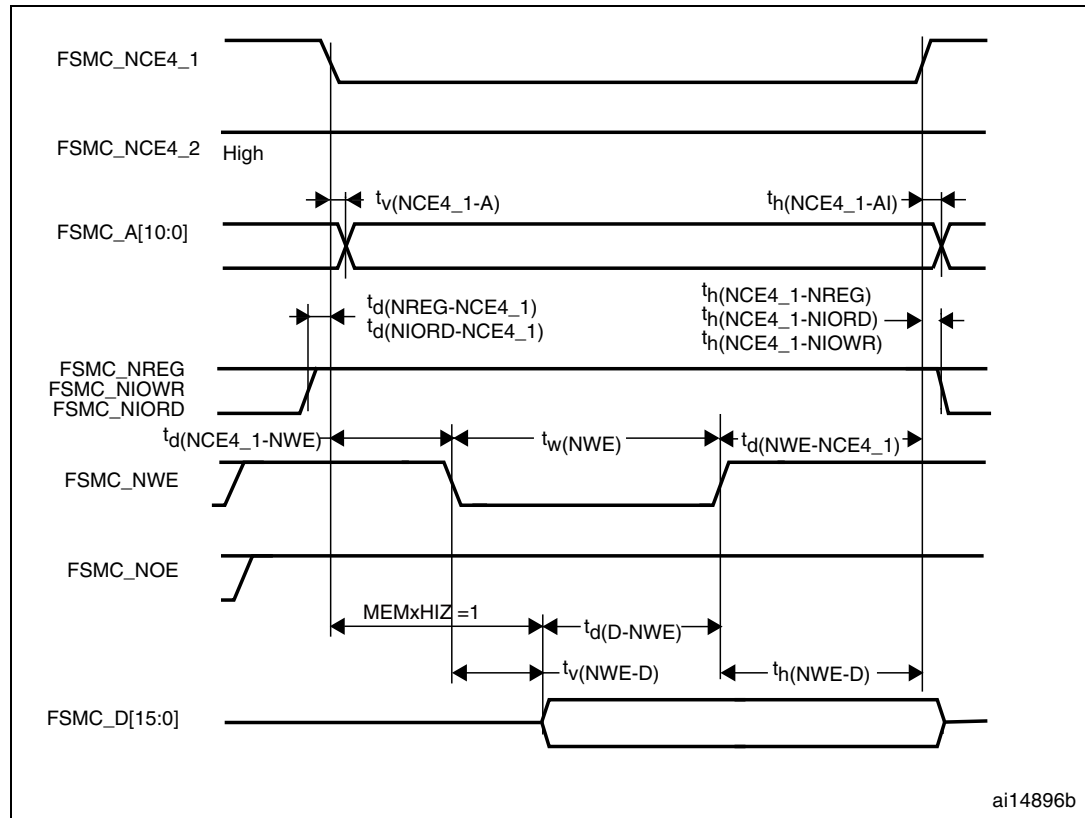 FSMC_NCE4_1
FSMC_NCE4_2 High
tv(NCE4_1-A)
th(NCE4_1-AI)
FSMC_A[10:0]
td(NREG-NCE4_1)
td(NIORD-NCE4_1)
th(NCE4_1-NREG)
th(NCE4_1-NIORD)
th(NCE4_1-NIOWR)
FSMC_NREG
FSMC_NIOWR
FSMC_NIORD
td(NCE4_1-NWE)
tw(NWE)
td(NWE-NCE4_1)
FSMC_NWE
FSMC_NOE
MEMxHIZ =1
td(D-NWE)
tv(NWE-D)
th(NWE-D)
FSMC_D[15:0]
ai14896b